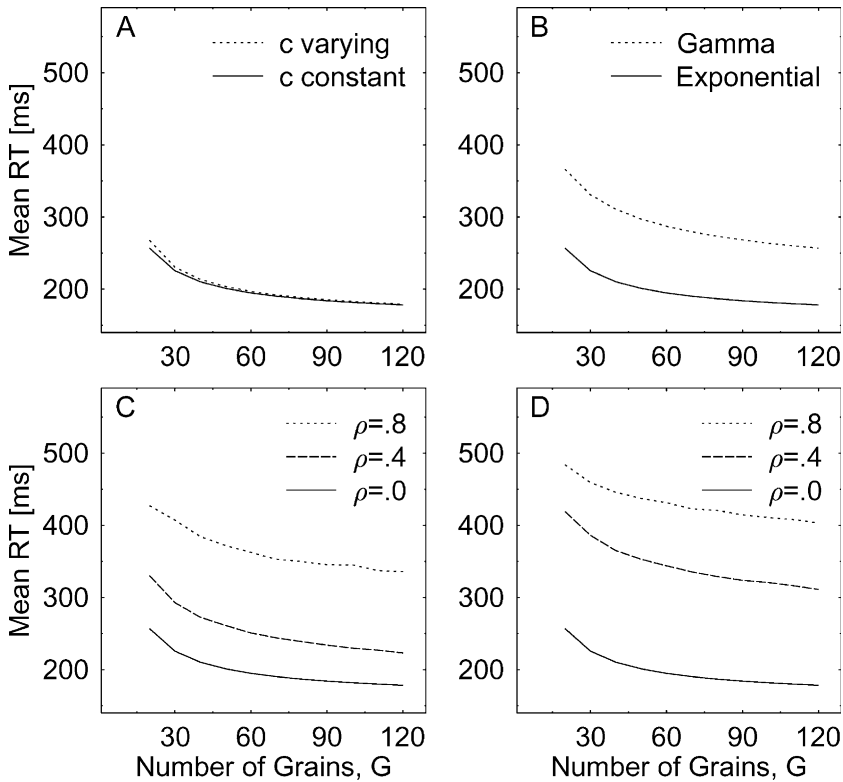 A
c varying
c constant
Mean RT [ms]
500
400
300
200
30 60 90 120
B
Gamma
Exponential
500
400
300
200
30 60 90 120
C
ρ=.8
ρ=.4
ρ=.0
Mean RT [ms]
500
400
300
200
30 60 90 120
Number of Grains, G
D
ρ=.8
ρ=.4
ρ=.0
500
400
300
200
30 60 90 120
Number of Grains, G